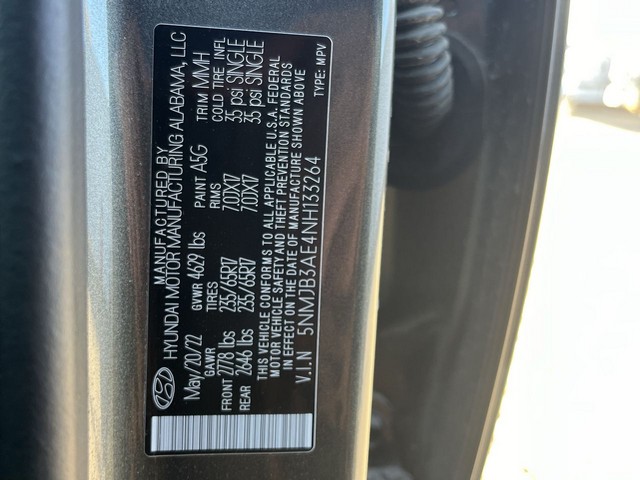 MANUFACTURED BY
HYUNDAI MOTOR MANUFACTURING ALABAMA, LLC
May/20/22 GVWR 4629 lbs PAINT A5G TRIM MMH
GAWR TIRES RIMS COLD TIRE INFL
FRONT 2778 lbs 235/65R17 7.0JX17 35 psi SINGLE
REAR 2646 lbs 235/65R17 7.0JX17 35 psi SINGLE
THIS VEHICLE CONFORMS TO ALL APPLICABLE U.S.A. FEDERAL
MOTOR VEHICLE SAFETY AND THEFT PREVENTION STANDARDS
IN EFFECT ON THE DATE OF MANUFACTURE SHOWN ABOVE
V.I.N 5NMJB3AE4NH133264 TYPE: MPV